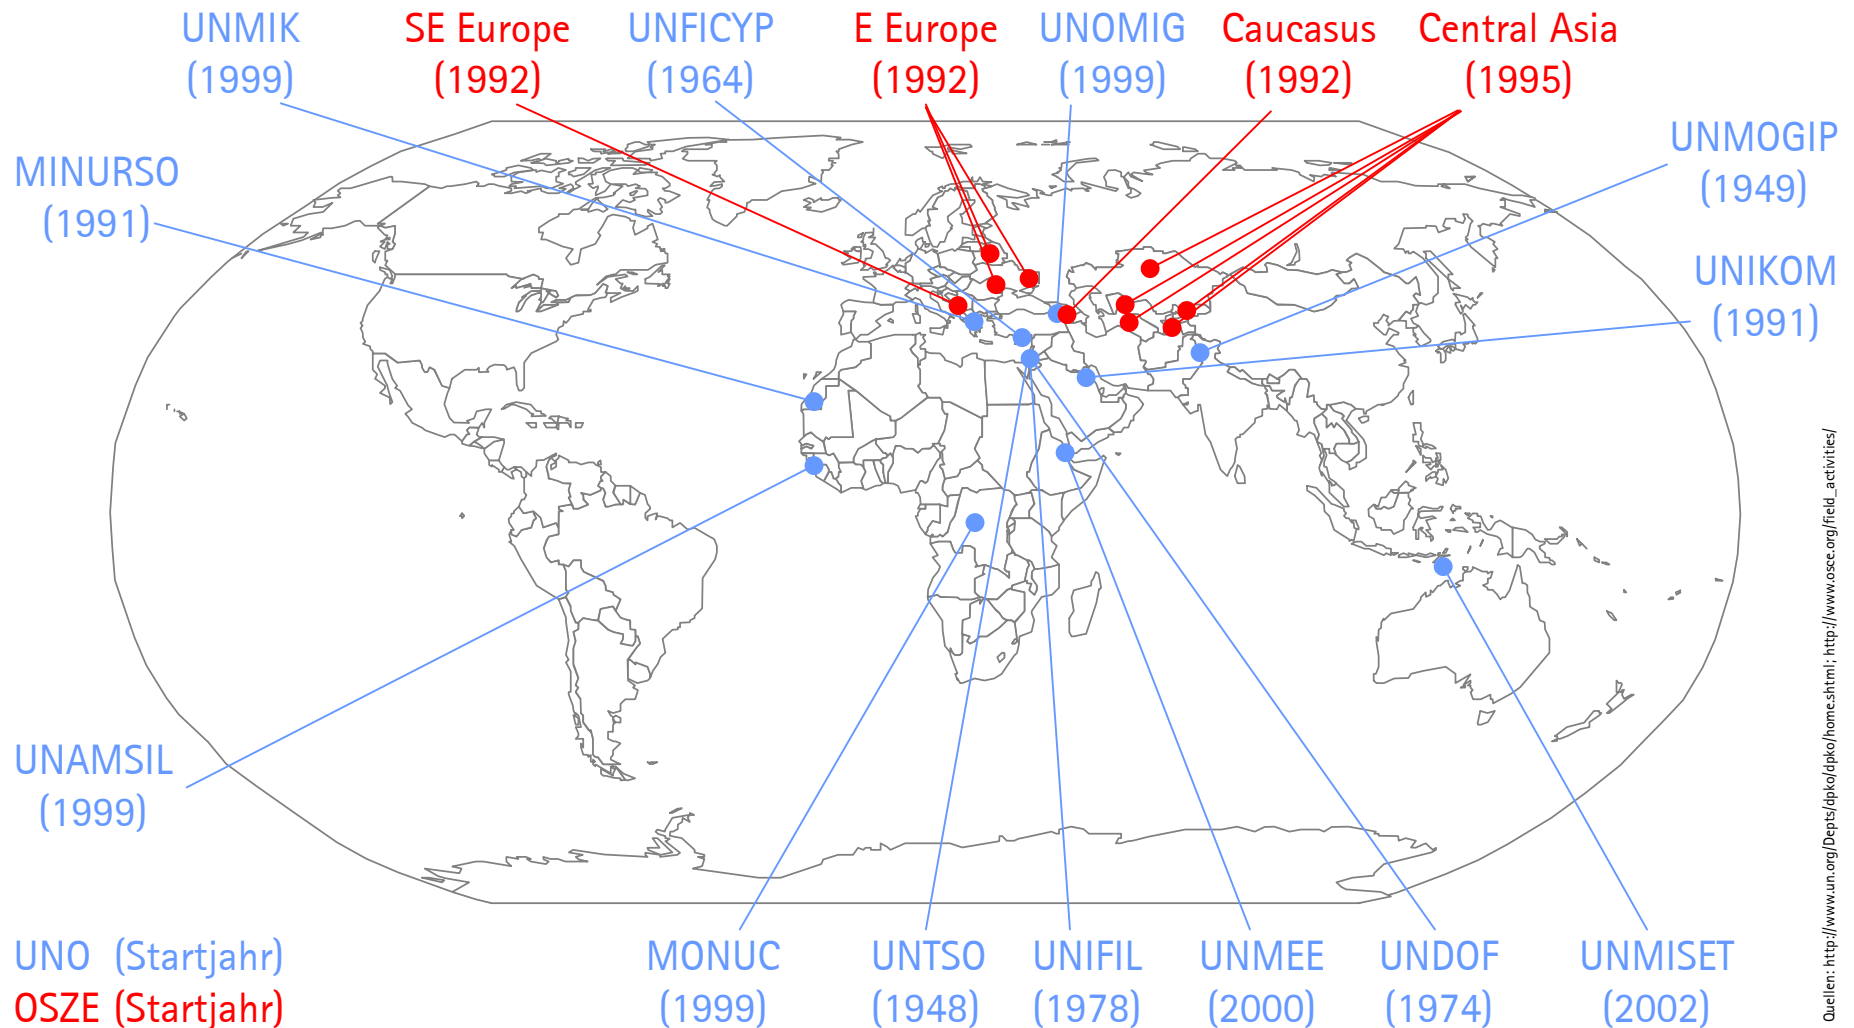 UNMIK
(1999)
SE Europe
(1992)
UNFICYP
(1964)
E Europe
(1992)
UNOMIG
(1999)
Caucasus
(1992)
Central Asia
(1995)
MINURSO
(1991)
UNMOGIP
(1949)
UNIKOM
(1991)
UNAMSIL
(1999)
MONUC
(1999)
UNTSO
(1948)
UNIFIL
(1978)
UNMEE
(2000)
UNDOF
(1974)
UNMISET
(2002)
UNO (Startjahr)
OSZE (Startjahr)
Quellen: http://www.un.org/Depts/dpko/dpko/home.shtml; http://www.osce.org/field_activities/